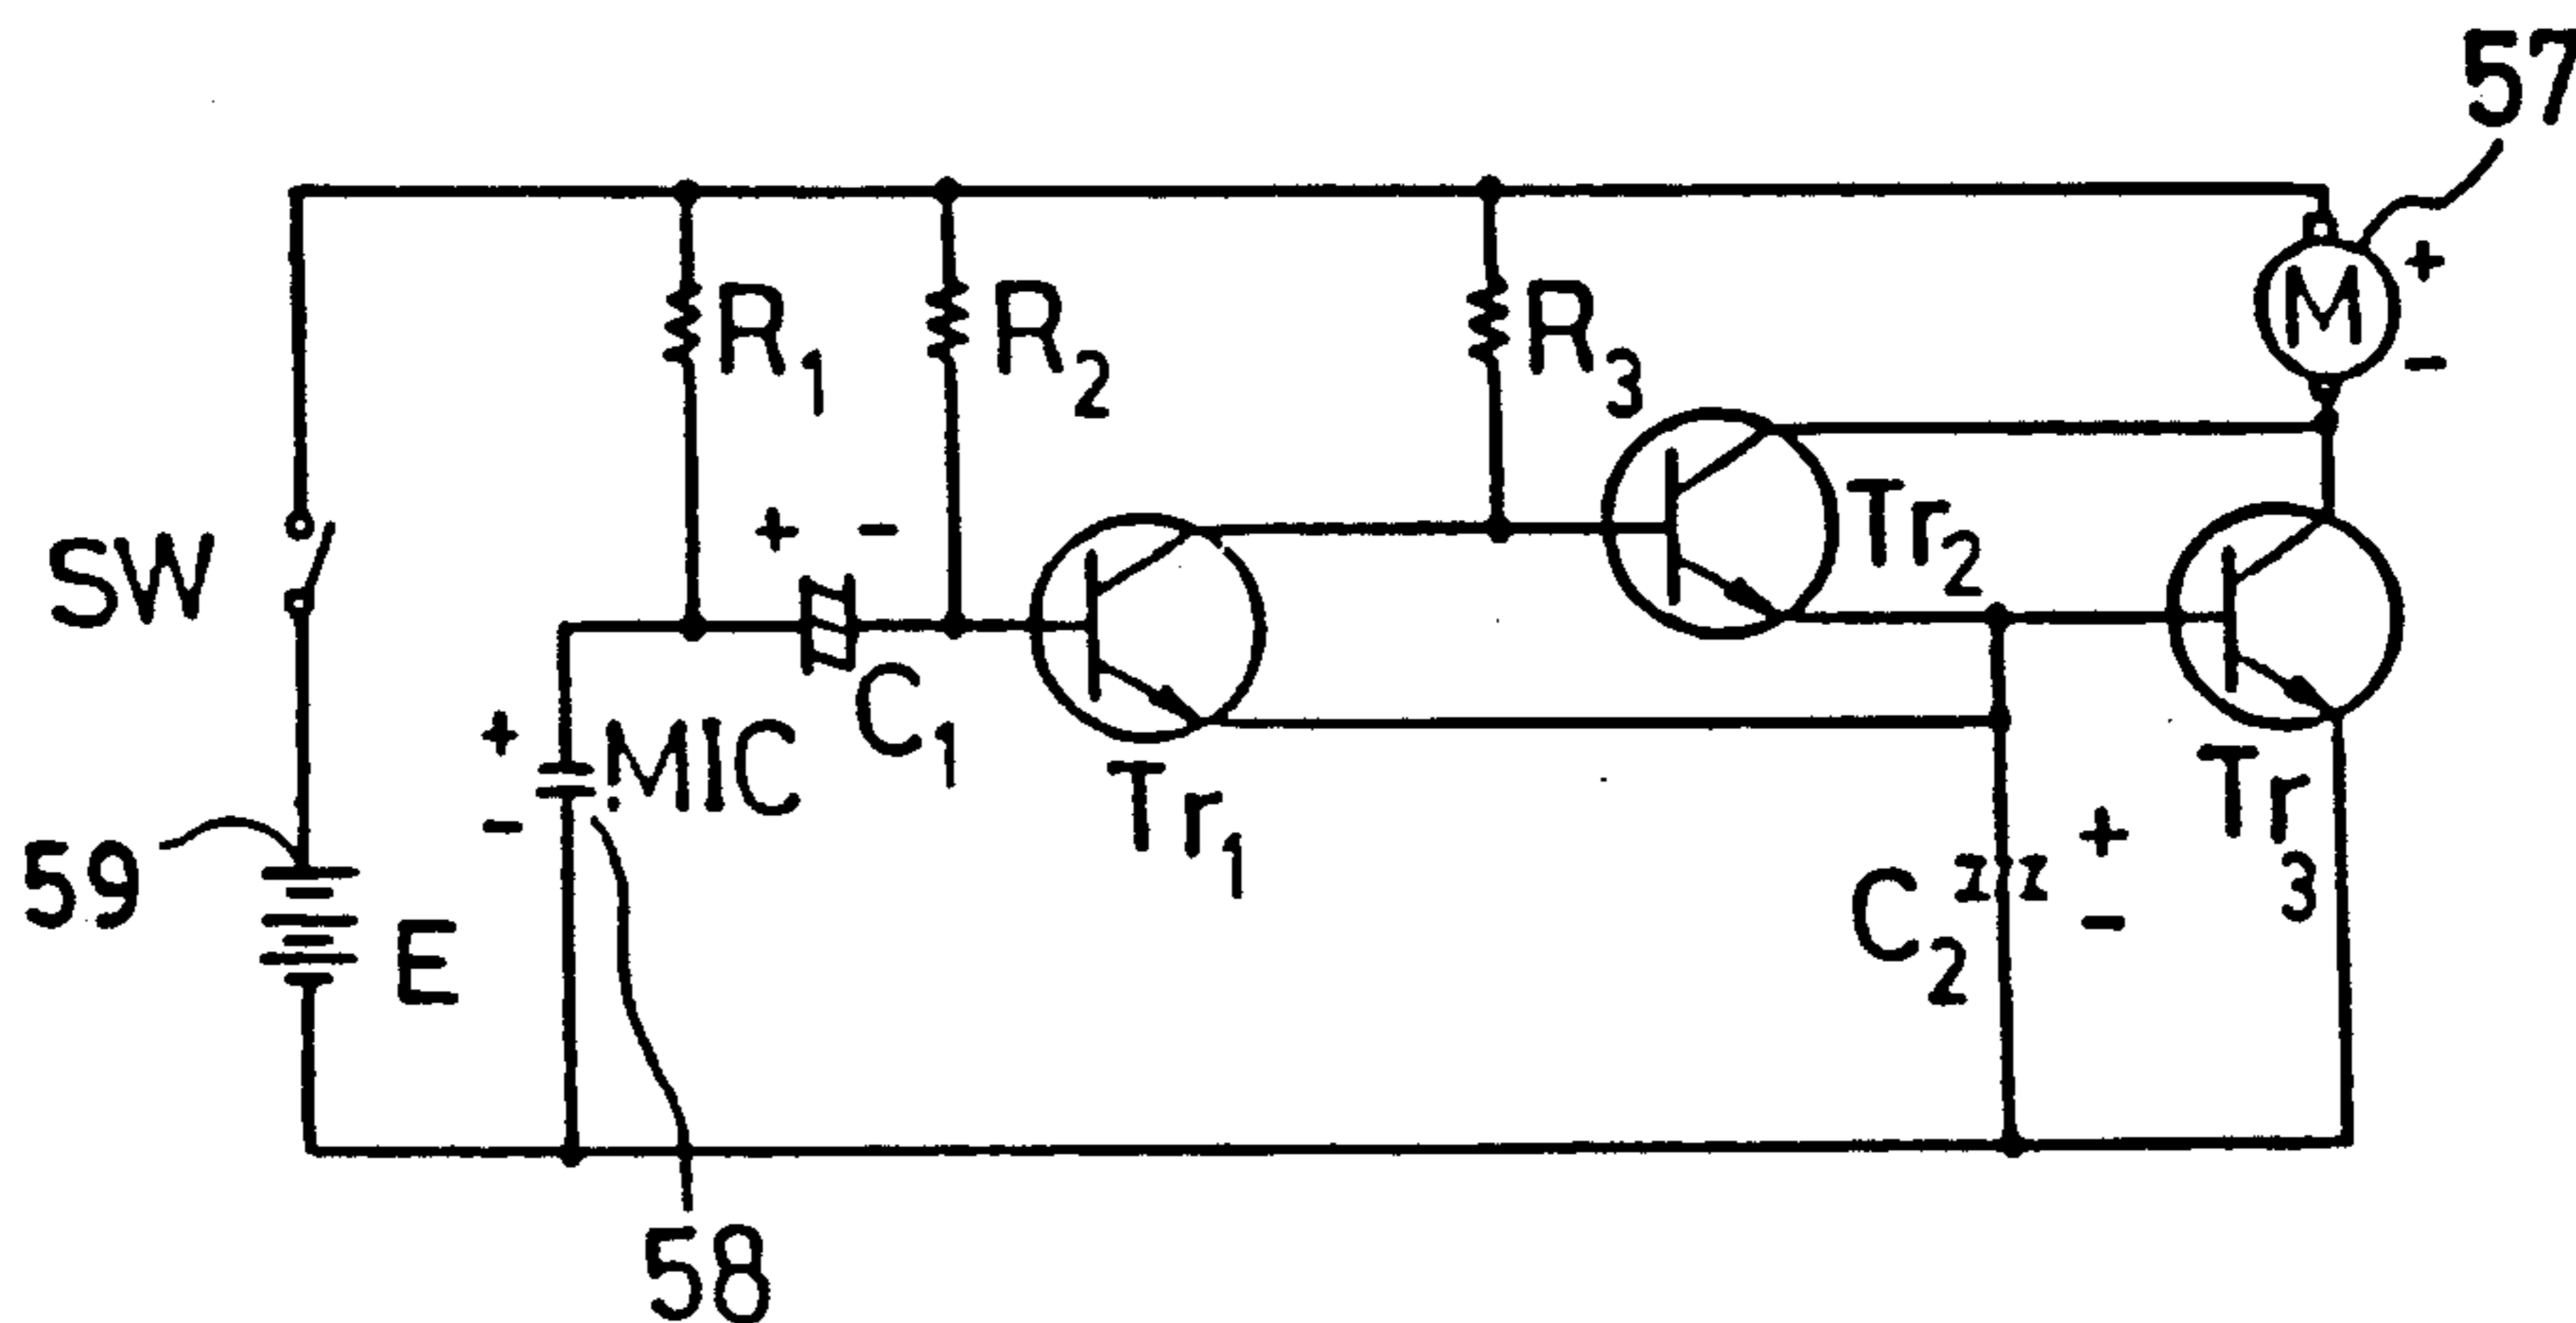 57
+
M
-
R1
R2
R3
SW
+ -
Tr2
C1
+
MIC
-
Tr1
Tr3
59
E
C2
+
-
58